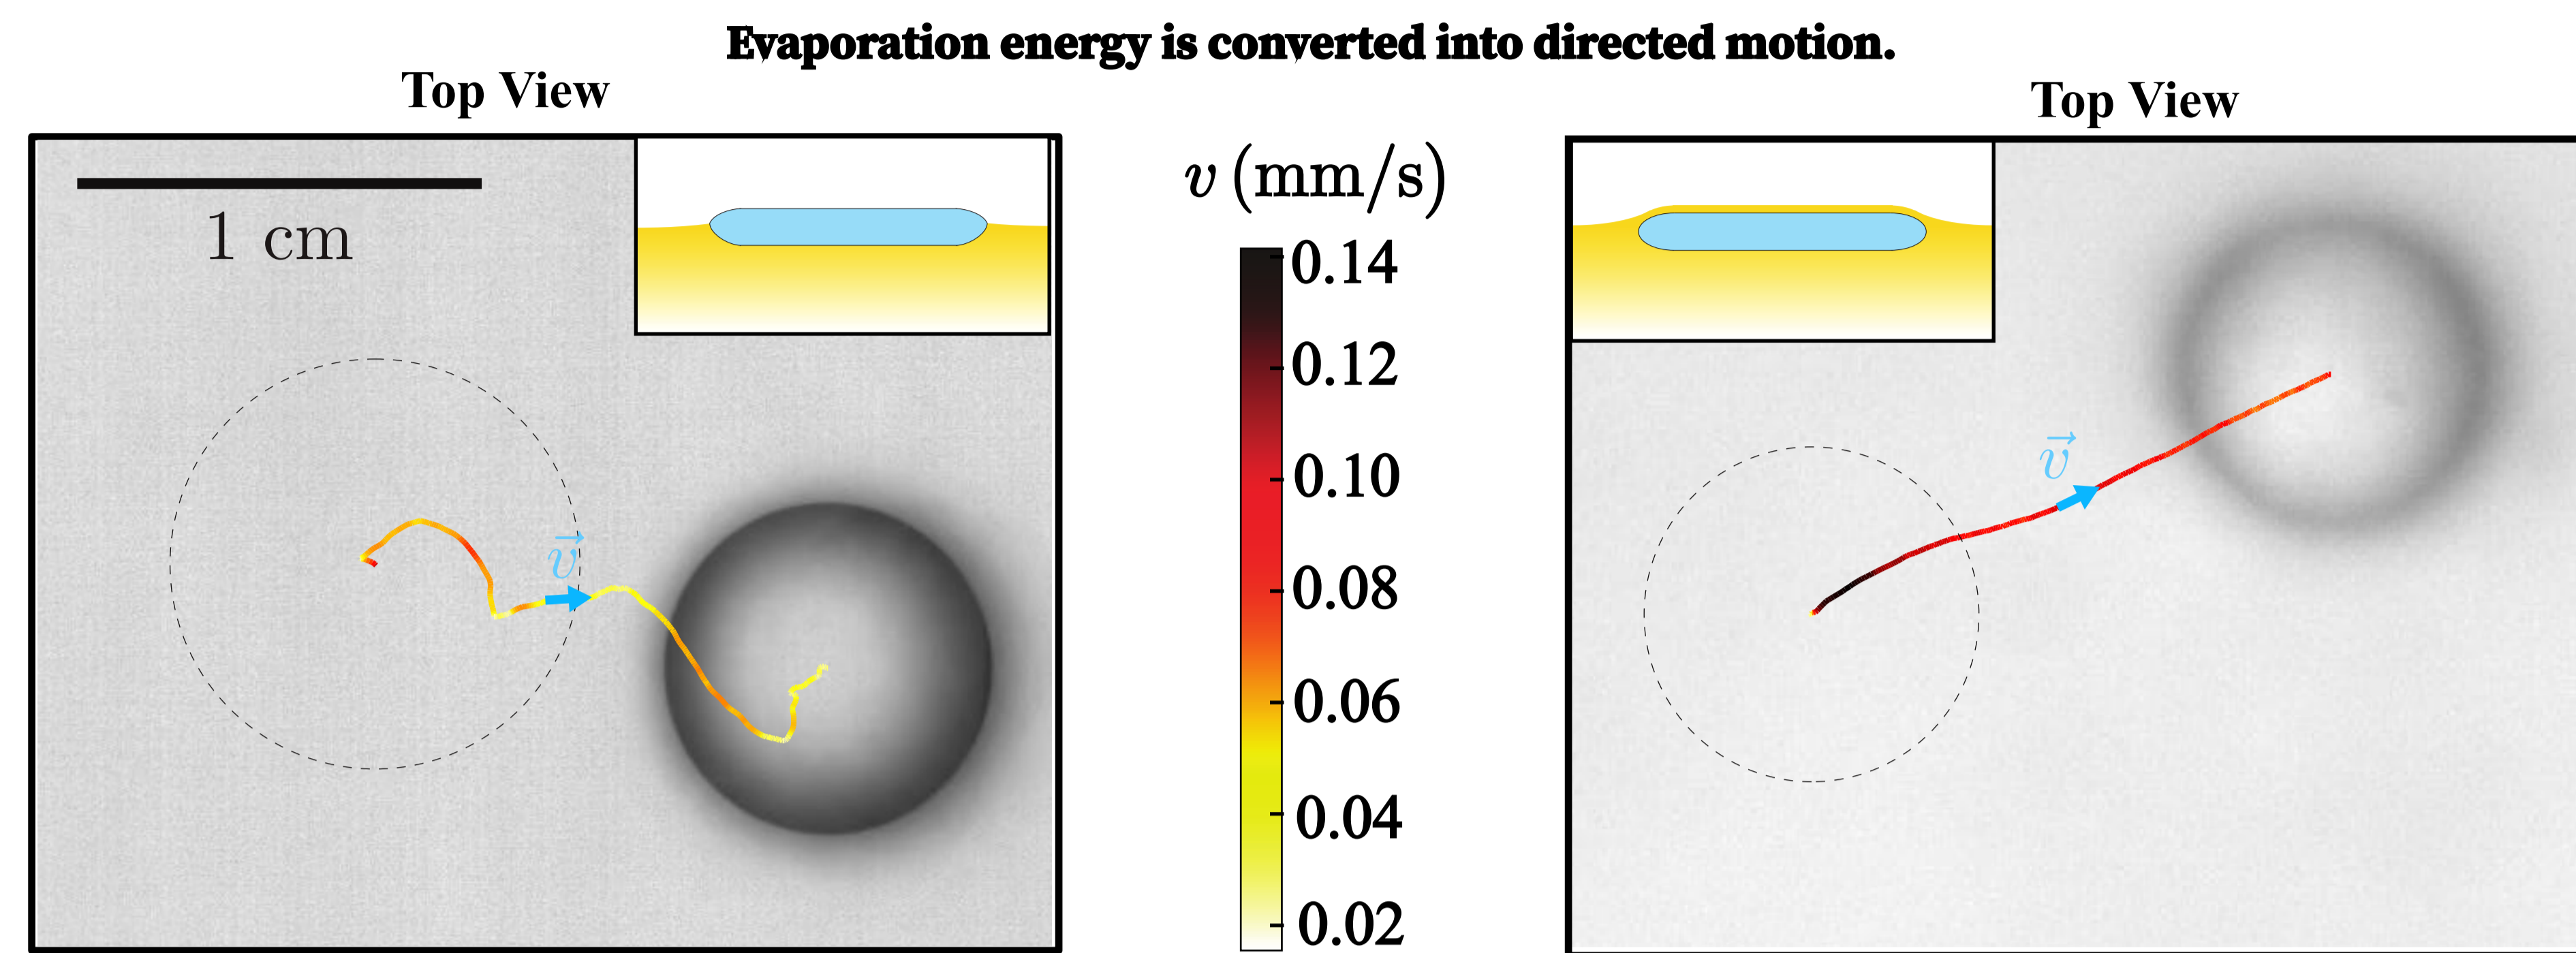 Evaporation energy is converted into directed motion.
Top View
Top View
1 cm
v⃗
v (mm/s)
0.14
0.12
0.10
0.08
0.06
0.04
0.02
v⃗